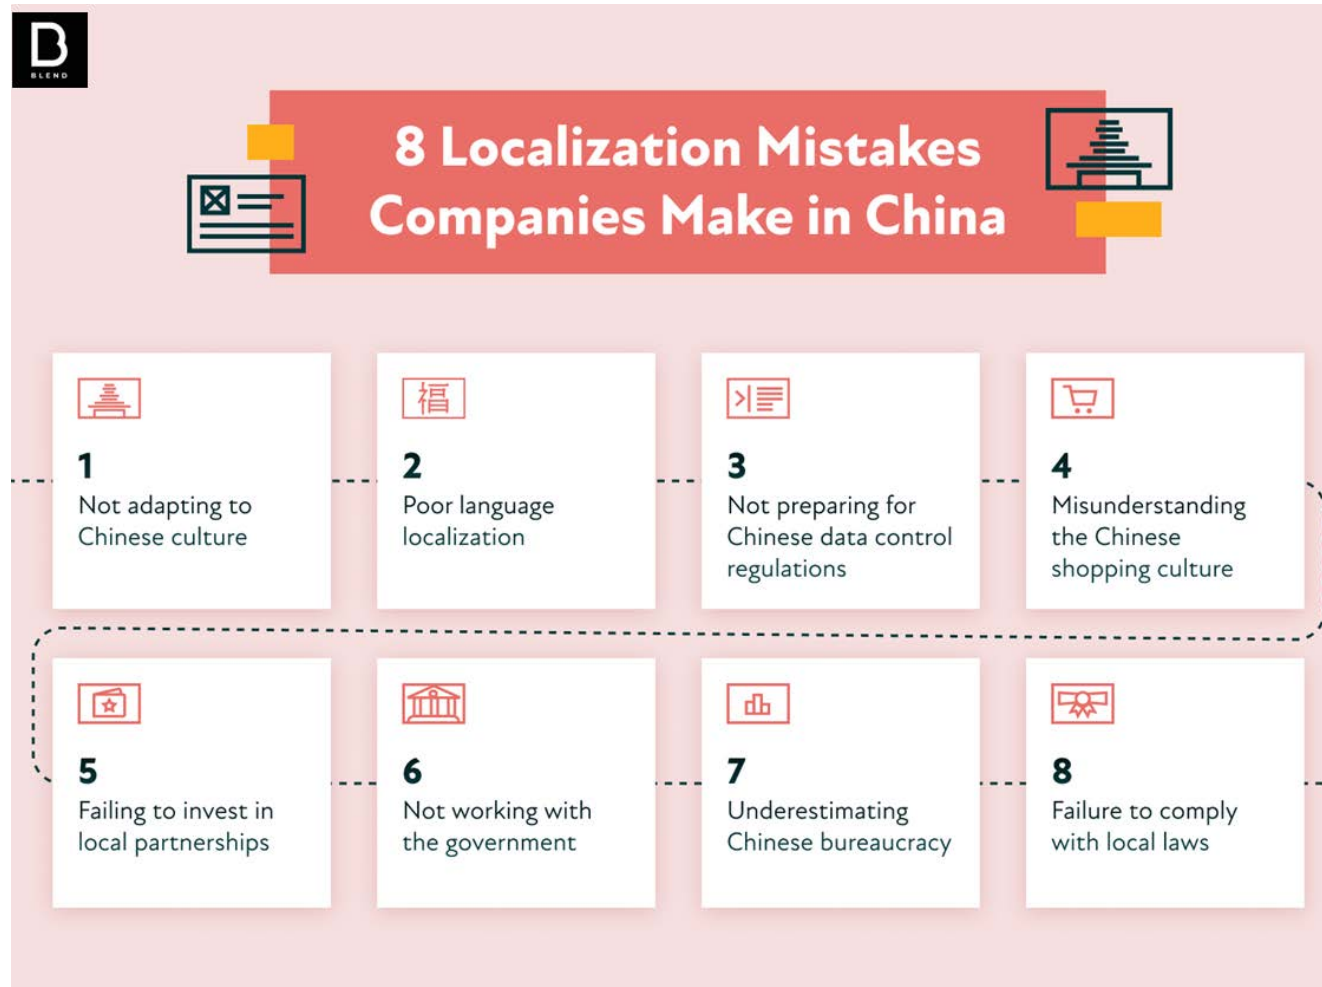 BLEND
8 Localization Mistakes
Companies Make in China
1
Not adapting to
Chinese culture
福
2
Poor language
localization
3
Not preparing for
Chinese data control
regulations
4
Misunderstanding
the Chinese
shopping culture
5
Failing to invest in
local partnerships
6
Not working with
the government
7
Underestimating
Chinese bureaucracy
8
Failure to comply
with local laws